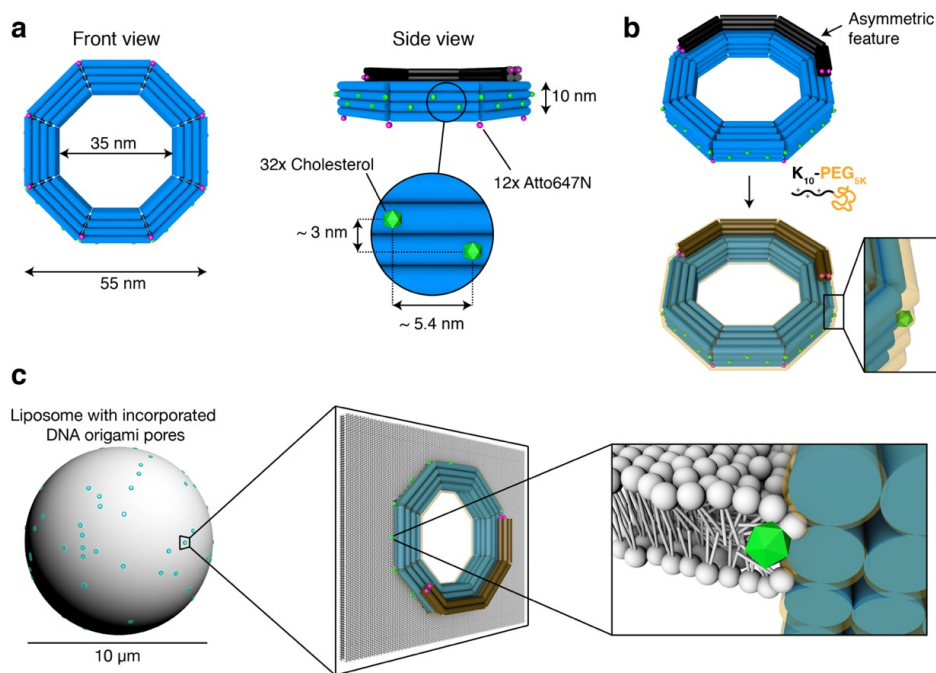 a
Front view
35 nm
55 nm
Side view
10 nm
32x Cholesterol
12x Atto647N
~ 3 nm
~ 5.4 nm
b
Asymmetric
feature
K10-PEG5K
+ + +
c
Liposome with incorporated
DNA origami pores
10 µm